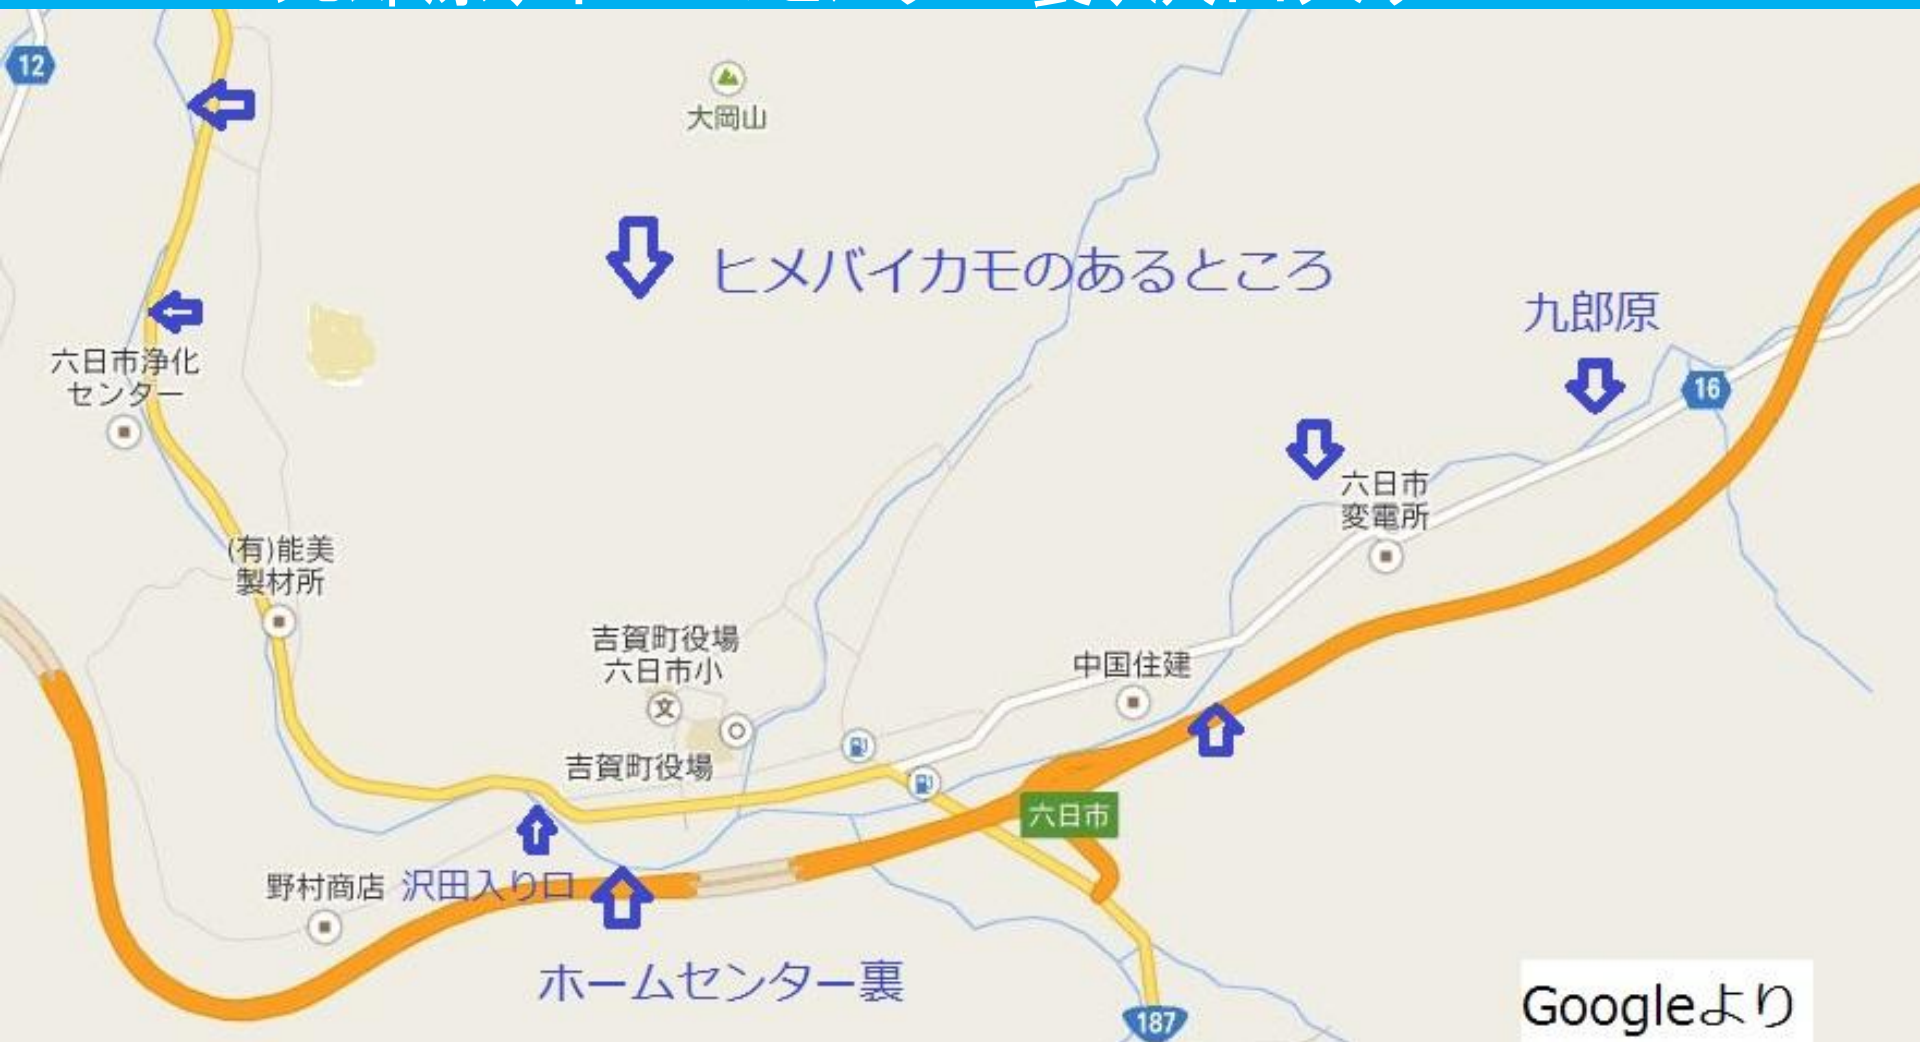 12
大岡山
ヒメバイカモのあるところ
九郎原
16
六日市浄化
センター
六日市
変電所
(有)能美
製材所
吉賀町役場
六日市小
文
中国住建
吉賀町役場
六日市
野村商店
沢田入り口
ホームセンター裏
187
Googleより